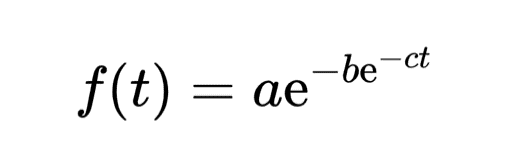 f(t) = ae^{-be^{-ct}}